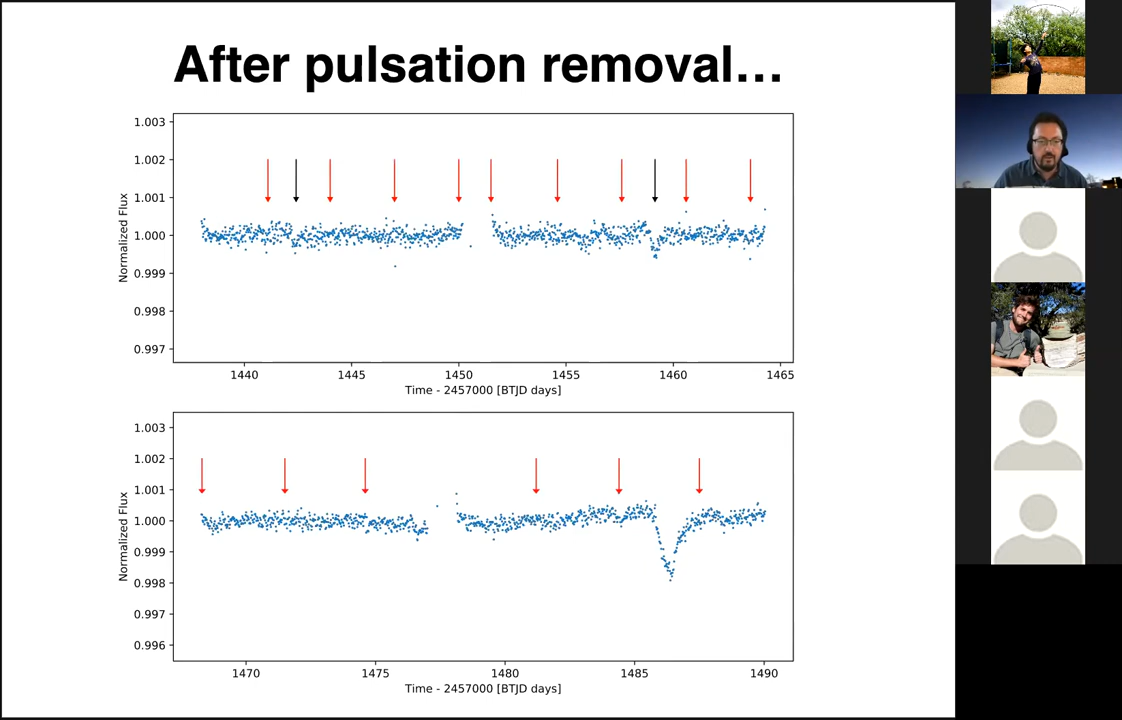 After pulsation removal...
1.003
1.002
1.001
1.000
0.999
0.998
0.997
Normalized Flux
1440 1445 1450 1455 1460 1465
Time - 2457000 [BTJD days]
1.003
1.002
1.001
1.000
0.999
0.998
0.997
0.996
Normalized Flux
1470 1475 1480 1485 1490
Time - 2457000 [BTJD days]